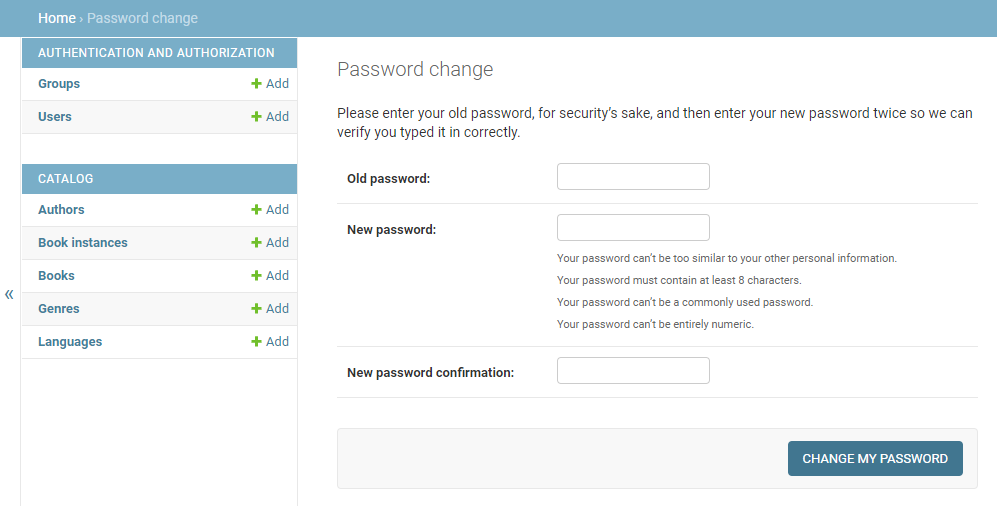 Home › Password change
AUTHENTICATION AND AUTHORIZATION
Groups + Add
Users + Add
CATALOG
Authors + Add
Book instances + Add
Books + Add
Genres + Add
Languages + Add
«
Password change
Please enter your old password, for security’s sake, and then enter your new password twice so we can
verify you typed it in correctly.
Old password:
New password:
Your password can’t be too similar to your other personal information.
Your password must contain at least 8 characters.
Your password can’t be a commonly used password.
Your password can’t be entirely numeric.
New password confirmation:
CHANGE MY PASSWORD